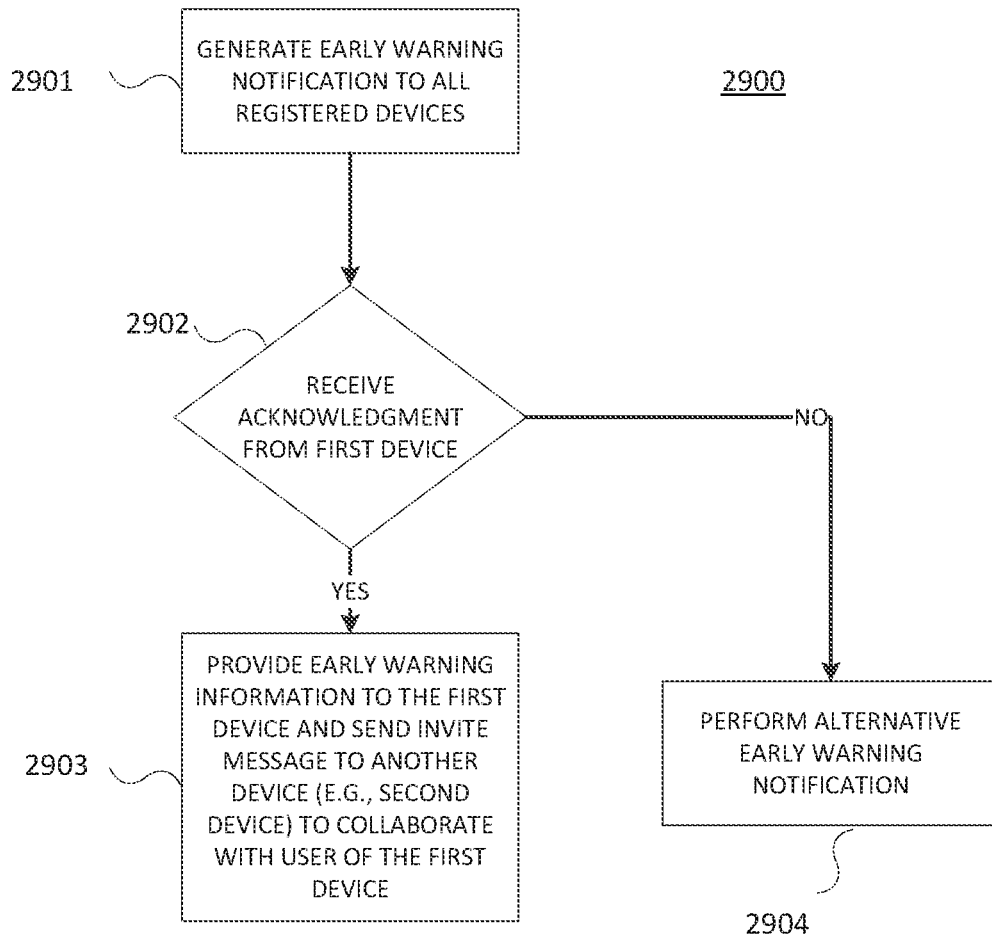 2901
GENERATE EARLY WARNING
NOTIFICATION TO ALL
REGISTERED DEVICES
2900
2902
RECEIVE
ACKNOWLEDGMENT
FROM FIRST DEVICE
NO
YES
2903
PROVIDE EARLY WARNING
INFORMATION TO THE FIRST
DEVICE AND SEND INVITE
MESSAGE TO ANOTHER
DEVICE (E.G., SECOND
DEVICE) TO COLLABORATE
WITH USER OF THE FIRST
DEVICE
PERFORM ALTERNATIVE
EARLY WARNING
NOTIFICATION
2904